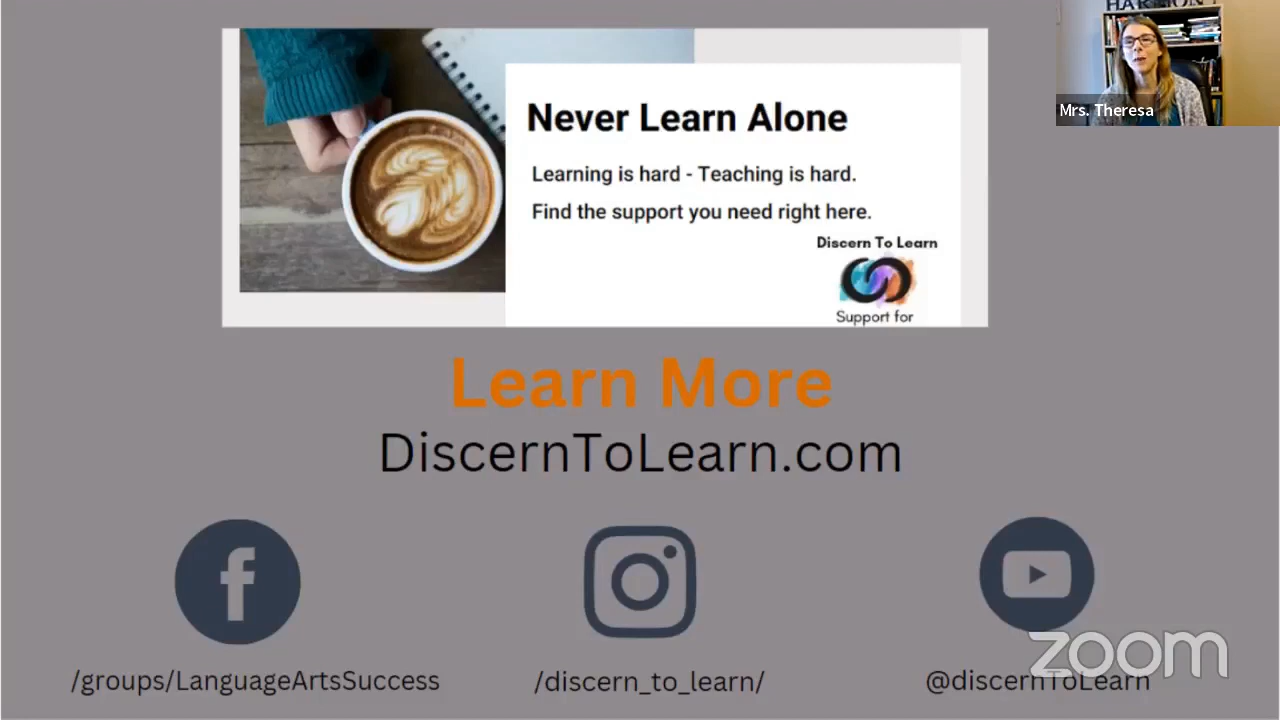 HARMONY
Mrs. Theresa
Never Learn Alone
Learning is hard - Teaching is hard.
Find the support you need right here.
Discern To Learn
Support for
Learn More
DiscernToLearn.com
/groups/LanguageArtsSuccess
/discern_to_learn/
@discernToLearn
zoom